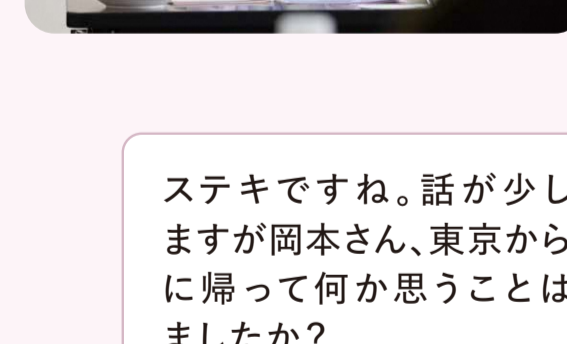 ステキですね。話が少し
ますが岡本さん、東京から
に帰って何か思うことは
ましたか?